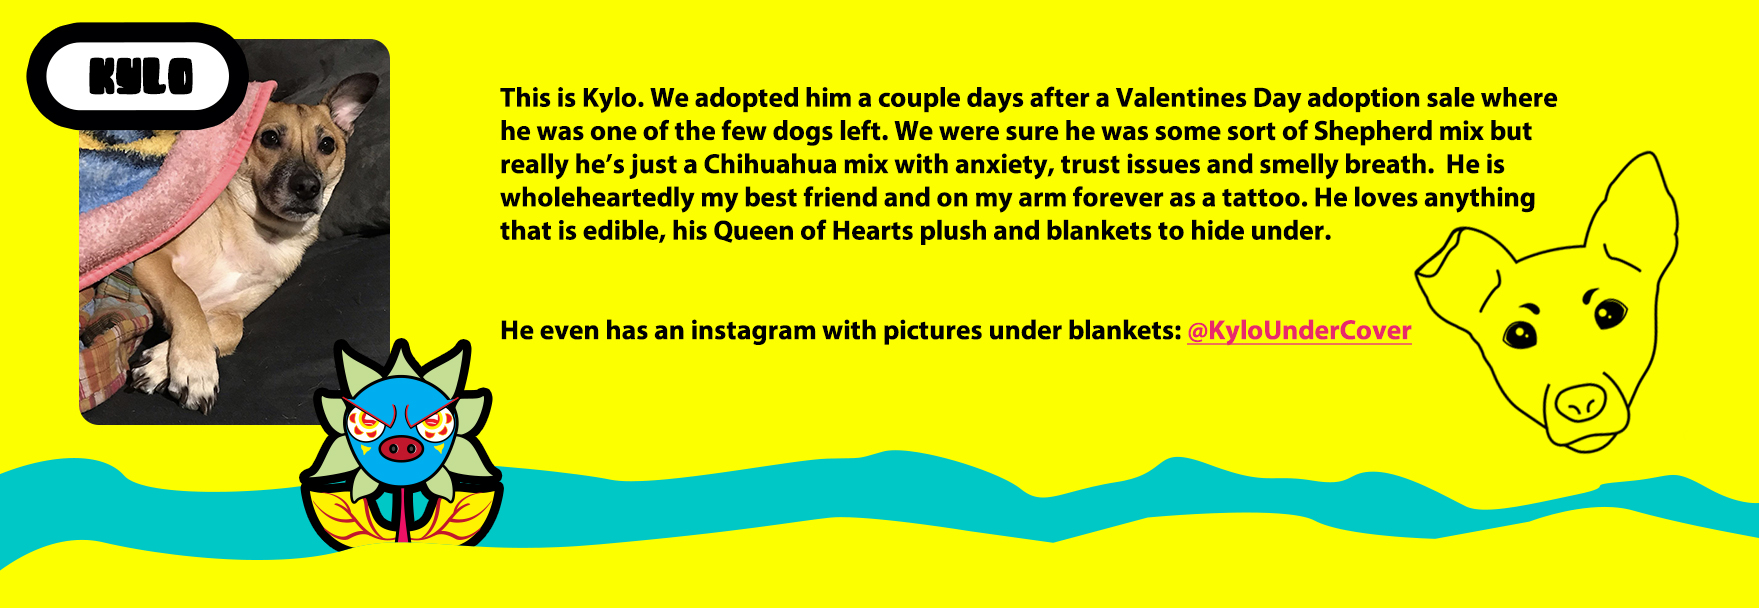 KYLO
This is Kylo. We adopted him a couple days after a Valentines Day adoption sale where
he was one of the few dogs left. We were sure he was some sort of Shepherd mix but
really he’s just a Chihuahua mix with anxiety, trust issues and smelly breath.  He is
wholeheartedly my best friend and on my arm forever as a tattoo. He loves anything
that is edible, his Queen of Hearts plush and blankets to hide under.
He even has an instagram with pictures under blankets: @KyloUnderCover